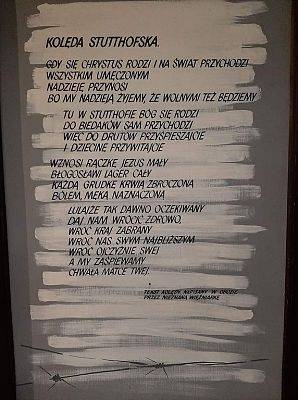 KOLĘDA STUTTHOFSKA.
GDY SIĘ CHRYSTUS RODZI I NA ŚWIAT PRZYCHODZI
WSZYSTKIM UMĘCZONYM
NADZIEJĘ PRZYNOSI
BO MY NADZIEJĄ ŻYJEMY, ŻE WOLNYMI TEŻ BĘDZIEMY
TU W STUTTHOFIE BÓG SIĘ RODZI
DO BIEDAKÓW SAM PRZYCHODZI
WIĘC DO DRUTÓW PRZYSPIESZAJCIE
I DZIECINĘ PRZYWITAJCIE
WZNOSI RĄCZKĘ JEZUS MAŁY
BŁOGOSŁAWI LAGER CAŁY
KAŻDĄ GRUDKĘ KRWIĄ ZBROCZONĄ
BÓLEM, MĘKĄ NAZNACZONĄ
LULAJŻE TAK DAWNO OCZEKIWANY
DAJ NAM WRÓCIĆ ZDROWO,
WRÓĆ KRAJ ZABRANY
WRÓĆ NAS SWYM NAJBLIŻSZYM
WRÓĆ OJCZYŹNIE SWEJ
A MY ZAŚPIEWAMY
CHWAŁA MATCE TWEJ.
TEKST KOLĘDY NAPISANY W OBOZIE
PRZEZ NIEZNANĄ WIĘŹNIARKĘ